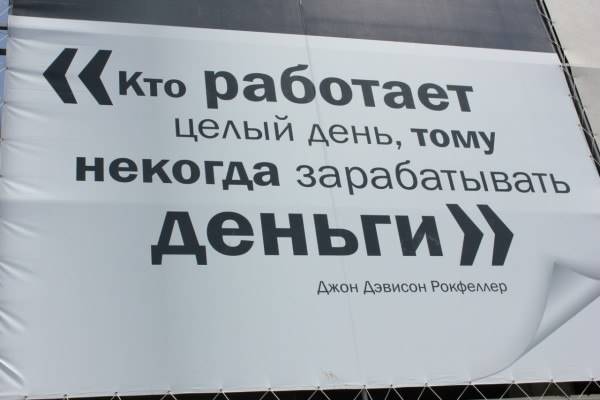 «Кто работает
целый день, тому
некогда зарабатывать
деньги»
Джон Дэвисон Рокфеллер